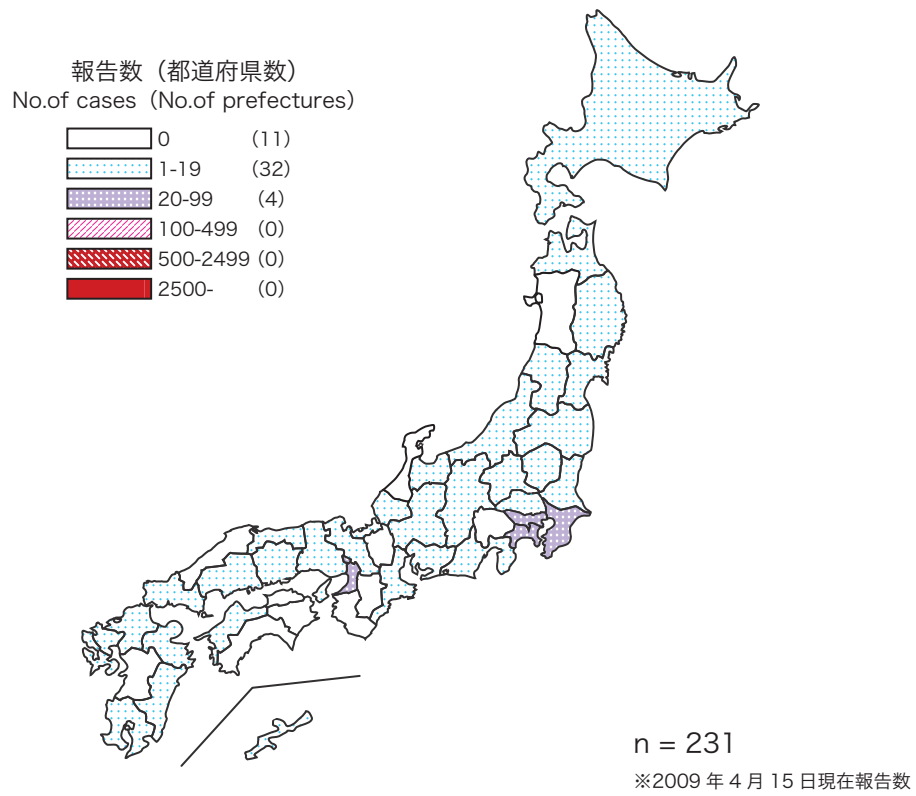 報告数（都道府県数）
No.of cases（No.of prefectures）
0 （11）
1-19 （32）
20-99 （4）
100-499 （0）
500-2499（0）
2500- （0）
n = 231
※2009 年 4 月 15 日現在報告数